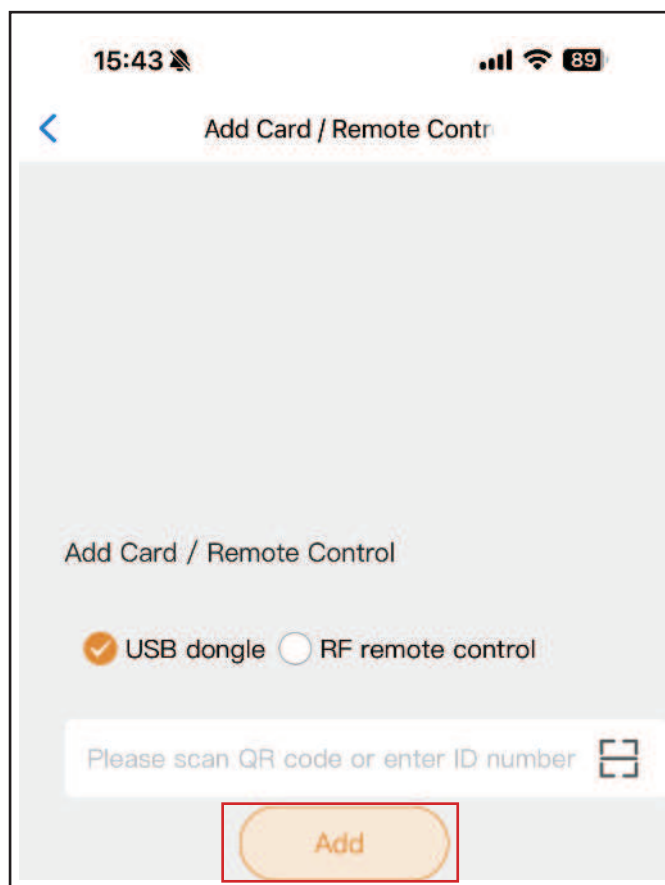 15:43 89
Add Card / Remote Contr
Add Card / Remote Control
USB dongle RF remote control
Please scan QR code or enter ID number
Add